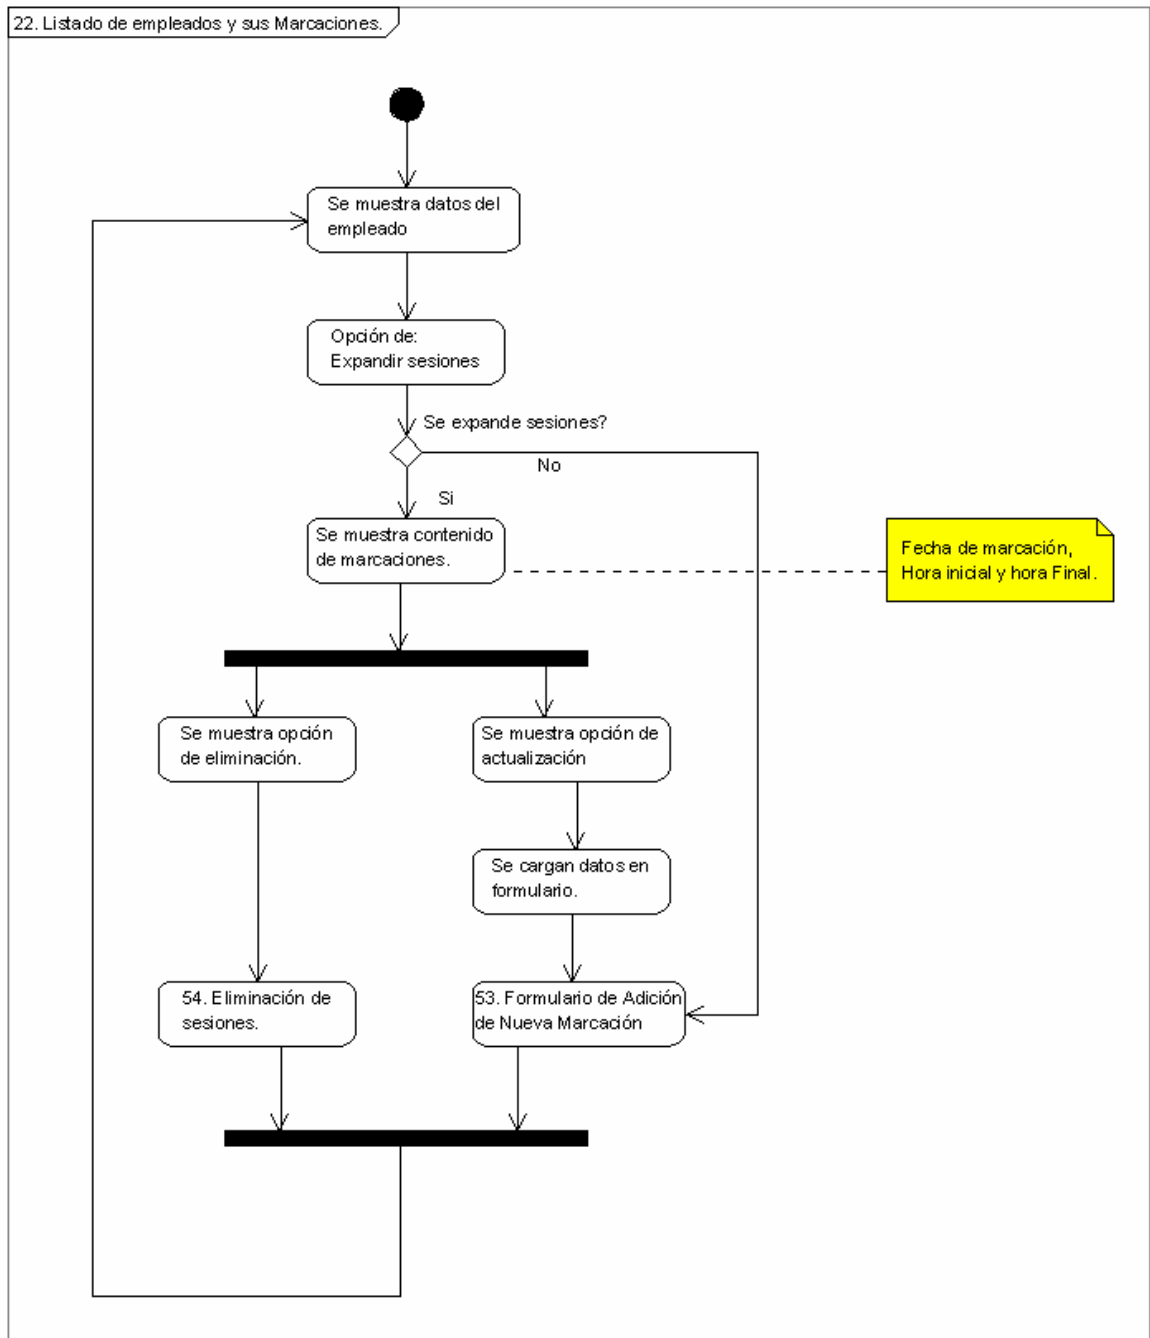 22. Listado de empleados y sus Marcaciones.
Se muestra datos del
empleado
Opción de:
Expandir sesiones
Se expande sesiones?
No
Si
Se muestra contenido
de marcaciones.
Fecha de marcación,
Hora inicial y hora Final.
Se muestra opción
de eliminación.
Se muestra opción de
actualización
Se cargan datos en
formulario.
54. Eliminación de
sesiones.
53. Formulario de Adición
de Nueva Marcación